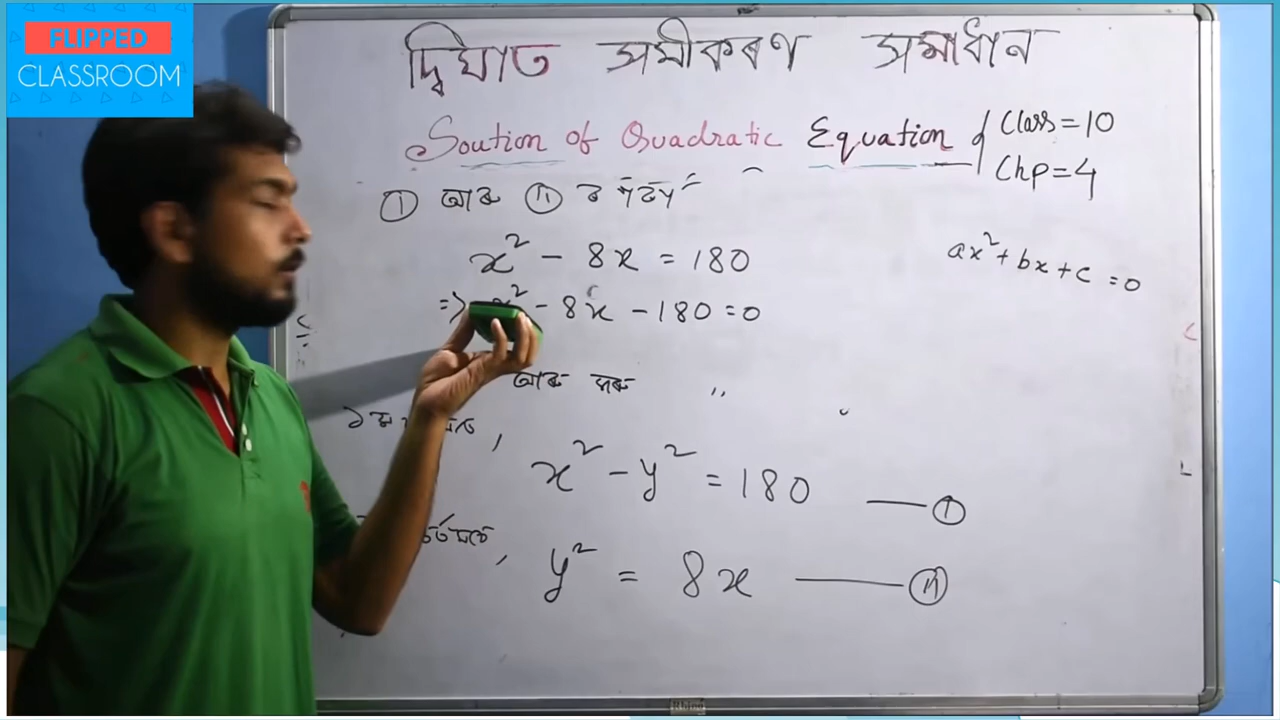 FLIPPED
CLASSROOM
দ্বিঘাত সমীকৰণ সমাধান
Soution of Quadratic Equation
Class = 10
Chp = 4
① আৰু ⑪ ৰ
x² - 8x = 180
ax² + bx + c = 0
=> x² - 8x - 180 = 0
আৰু সৰু "
x² - y² = 180 — ①
y² = 8x — ⑪